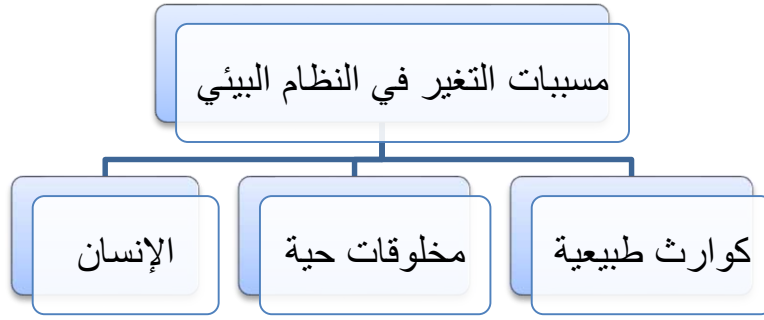 مسببات التغير في النظام البيئي
كوارث طبيعية
مخلوقات حية
الإنسان